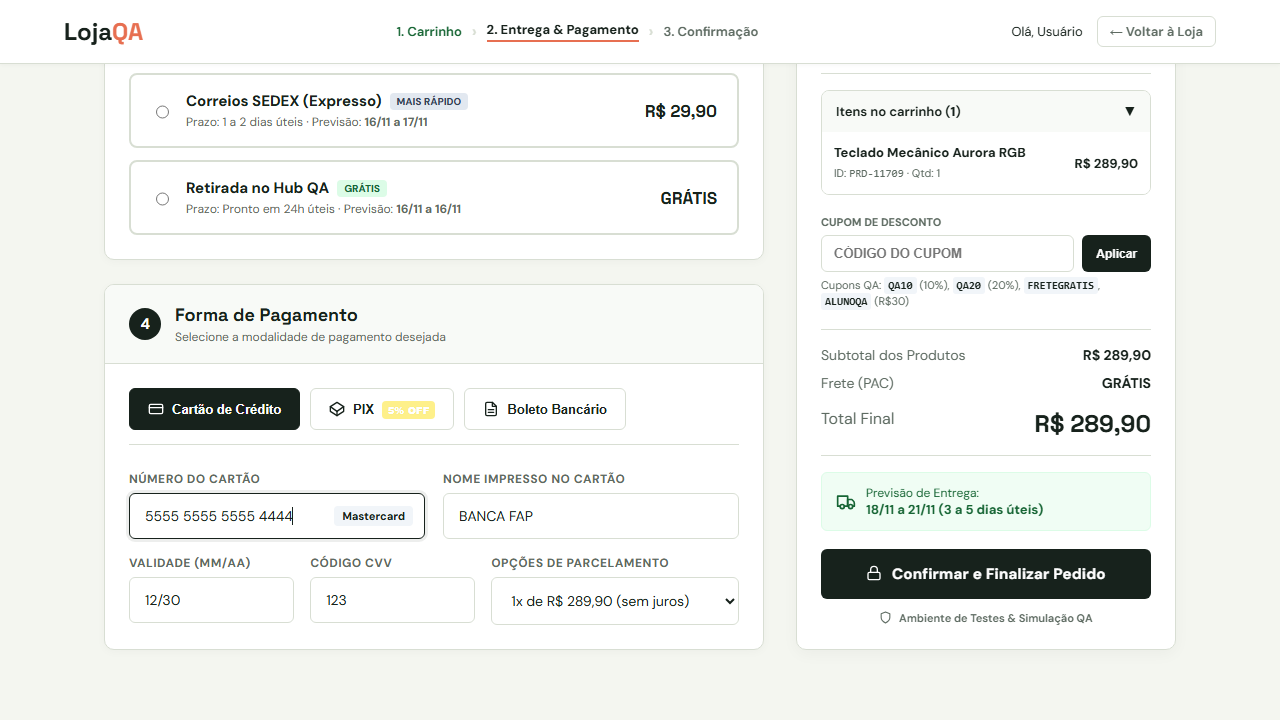 LojaQA
1. Carrinho › 2. Entrega & Pagamento › 3. Confirmação
Olá, Usuário
← Voltar à Loja
Correios SEDEX (Expresso) MAIS RÁPIDO
Prazo: 1 a 2 dias úteis · Previsão: 16/11 a 17/11
R$ 29,90
Retirada no Hub QA GRÁTIS
Prazo: Pronto em 24h úteis · Previsão: 16/11 a 16/11
GRÁTIS
4
Forma de Pagamento
Selecione a modalidade de pagamento desejada
Cartão de Crédito
PIX 5% OFF
Boleto Bancário
NÚMERO DO CARTÃO
5555 5555 5555 4444 Mastercard
NOME IMPRESSO NO CARTÃO
BANCA FAP
VALIDADE (MM/AA)
12/30
CÓDIGO CVV
123
OPÇÕES DE PARCELAMENTO
1x de R$ 289,90 (sem juros)
Itens no carrinho (1) ▼
Teclado Mecânico Aurora RGB
ID: PRD-11709 · Qtd: 1
R$ 289,90
CUPOM DE DESCONTO
CÓDIGO DO CUPOM
Aplicar
Cupons QA: QA10 (10%), QA20 (20%), FRETEGRATIS ,
ALUNOQA (R$30)
Subtotal dos Produtos R$ 289,90
Frete (PAC) GRÁTIS
Total Final R$ 289,90
Previsão de Entrega:
18/11 a 21/11 (3 a 5 dias úteis)
Confirmar e Finalizar Pedido
Ambiente de Testes & Simulação QA